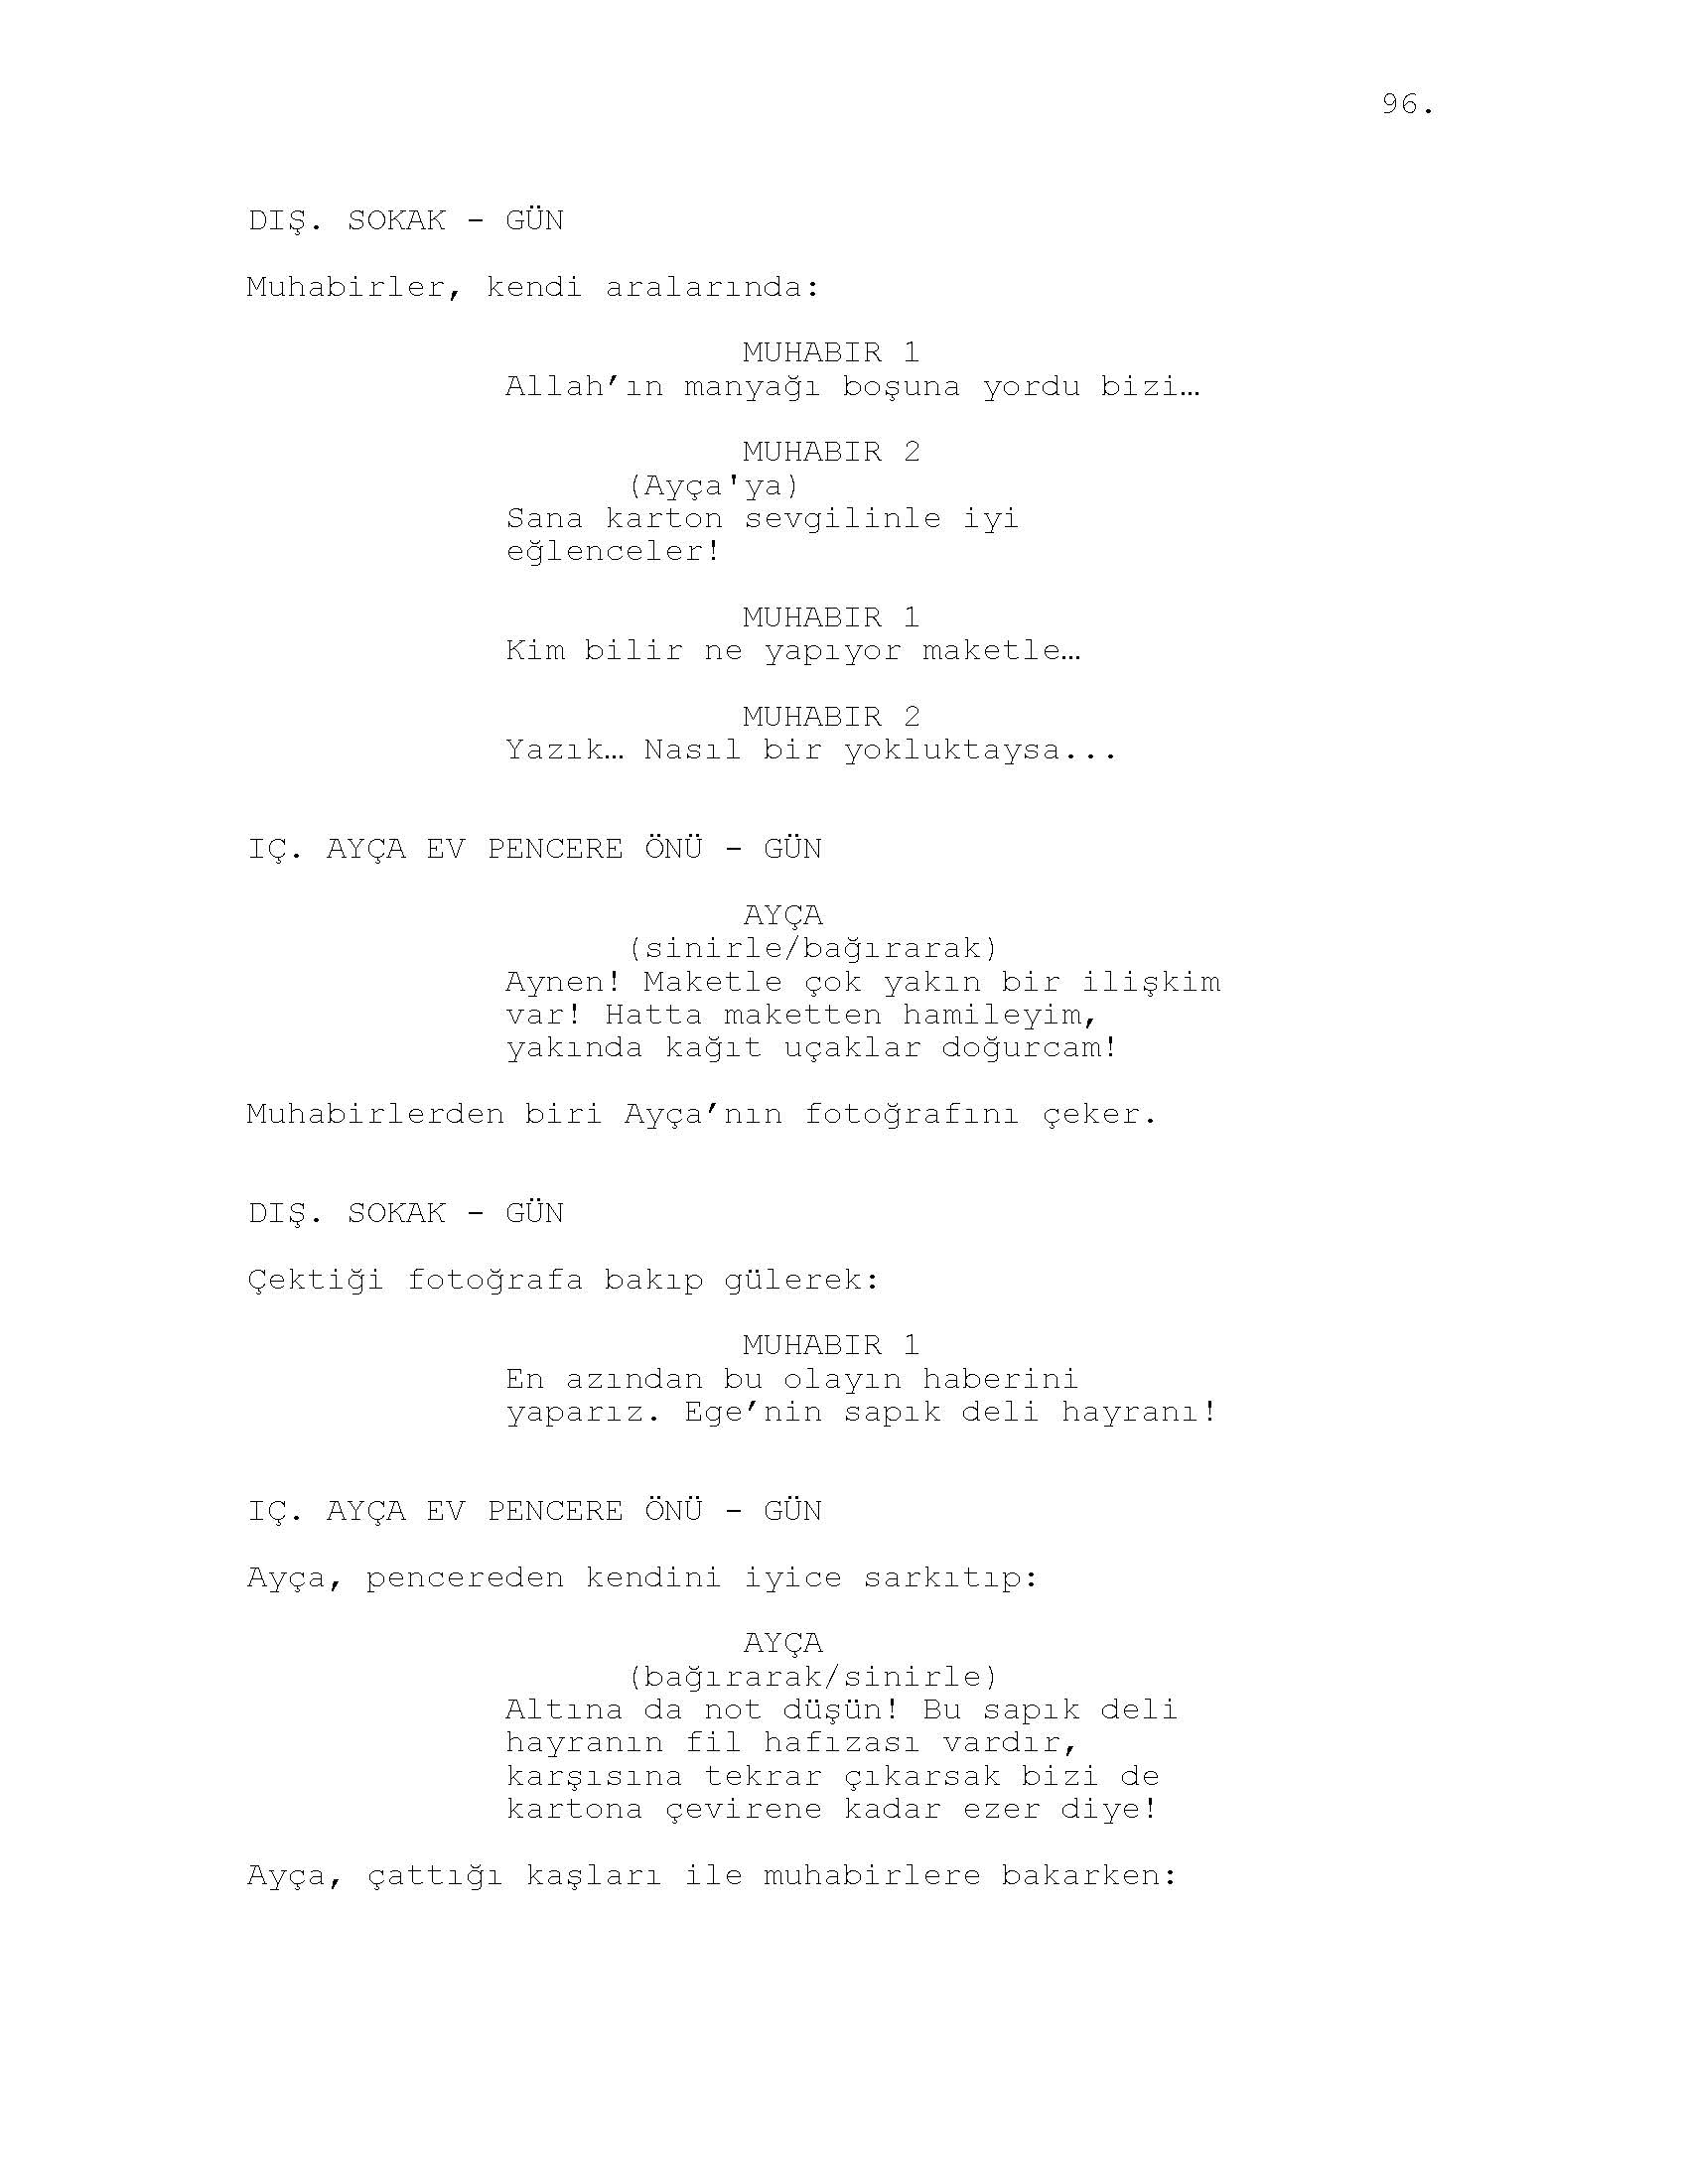 96.
DIŞ. SOKAK - GÜN
Muhabirler, kendi aralarında:
MUHABIR 1
Allah’ın manyağı boşuna yordu bizi…
MUHABIR 2
(Ayça'ya)
Sana karton sevgilinle iyi
eğlenceler!
MUHABIR 1
Kim bilir ne yapıyor maketle…
MUHABIR 2
Yazık… Nasıl bir yokluktaysa...
IÇ. AYÇA EV PENCERE ÖNÜ - GÜN
AYÇA
(sinirle/bağırarak)
Aynen! Maketle çok yakın bir ilişkim
var! Hatta maketten hamileyim,
yakında kağıt uçaklar doğurcam!
Muhabirlerden biri Ayça’nın fotoğrafını çeker.
DIŞ. SOKAK - GÜN
Çektiği fotoğrafa bakıp gülerek:
MUHABIR 1
En azından bu olayın haberini
yaparız. Ege’nin sapık deli hayranı!
IÇ. AYÇA EV PENCERE ÖNÜ - GÜN
Ayça, pencereden kendini iyice sarkıtıp:
AYÇA
(bağırarak/sinirle)
Altına da not düşün! Bu sapık deli
hayranın fil hafızası vardır,
karşısına tekrar çıkarsak bizi de
kartona çevirene kadar ezer diye!
Ayça, çattığı kaşları ile muhabirlere bakarken: